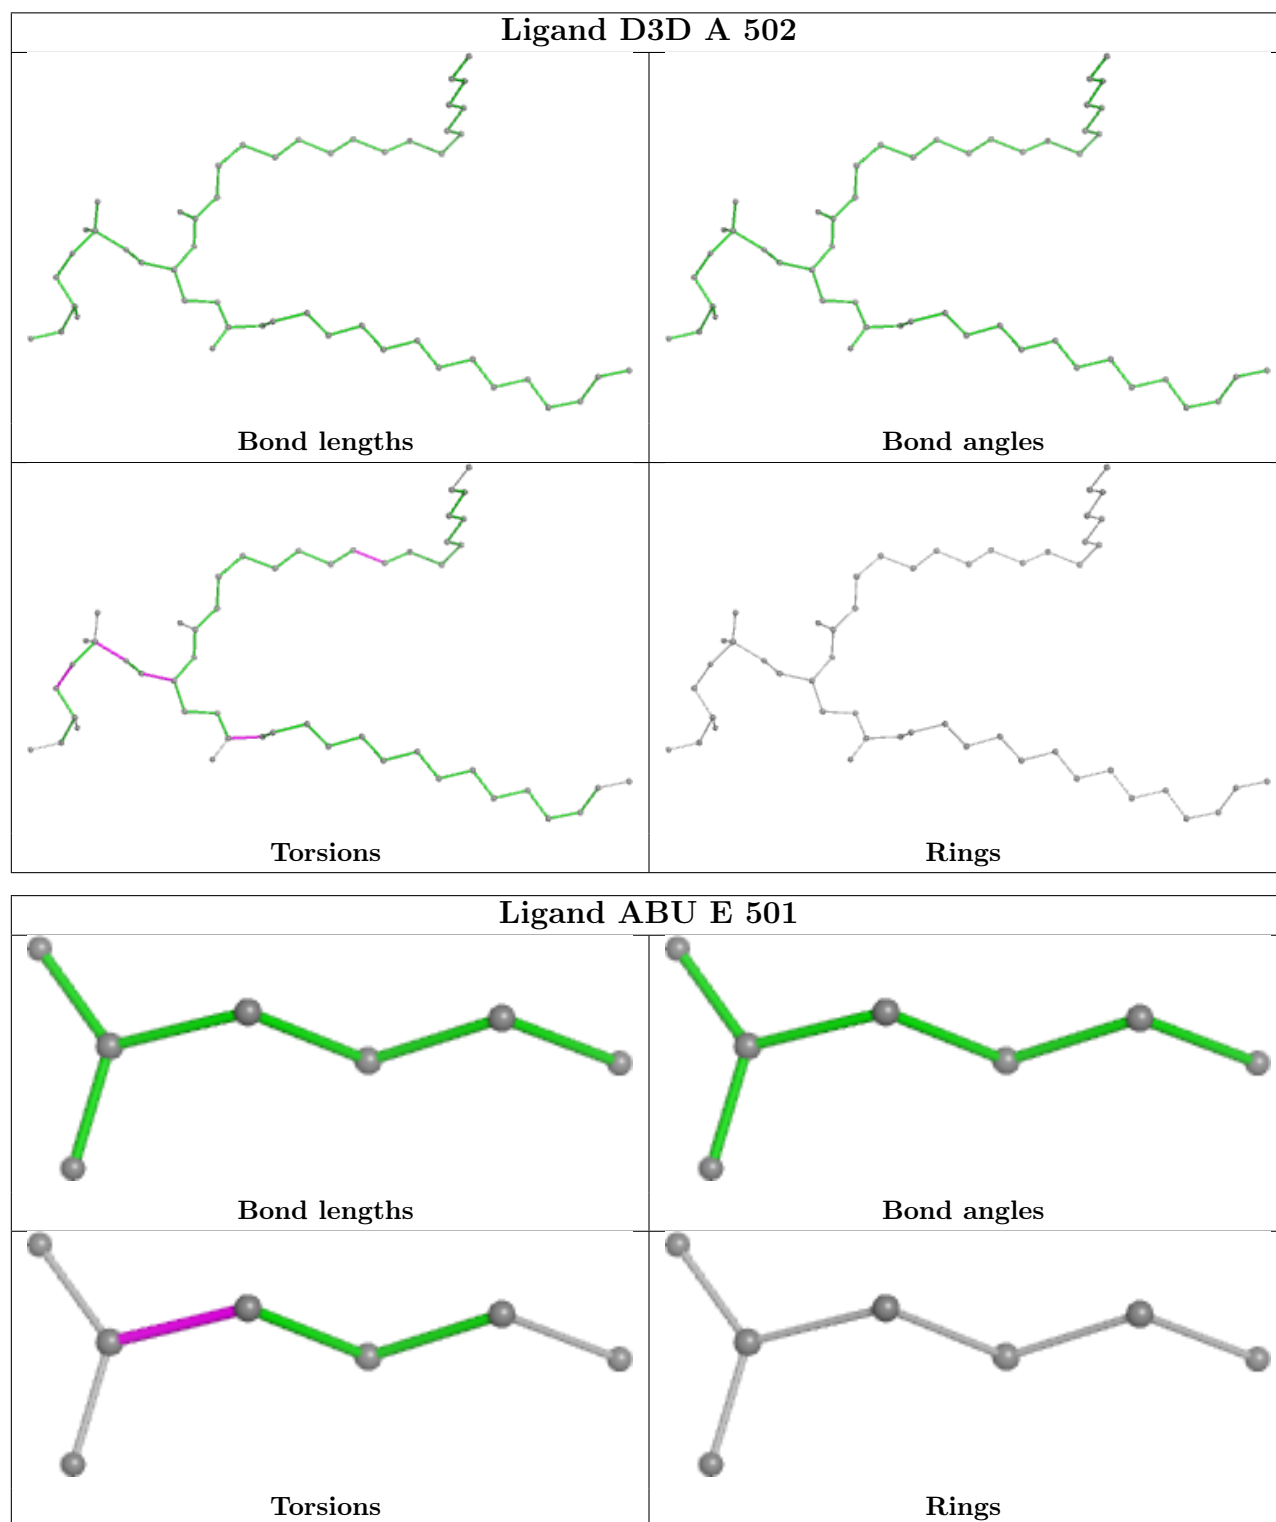 Ligand D3D A 502
Bond lengths
Bond angles
Torsions
Rings
Ligand ABU E 501
Bond lengths
Bond angles
Torsions
Rings